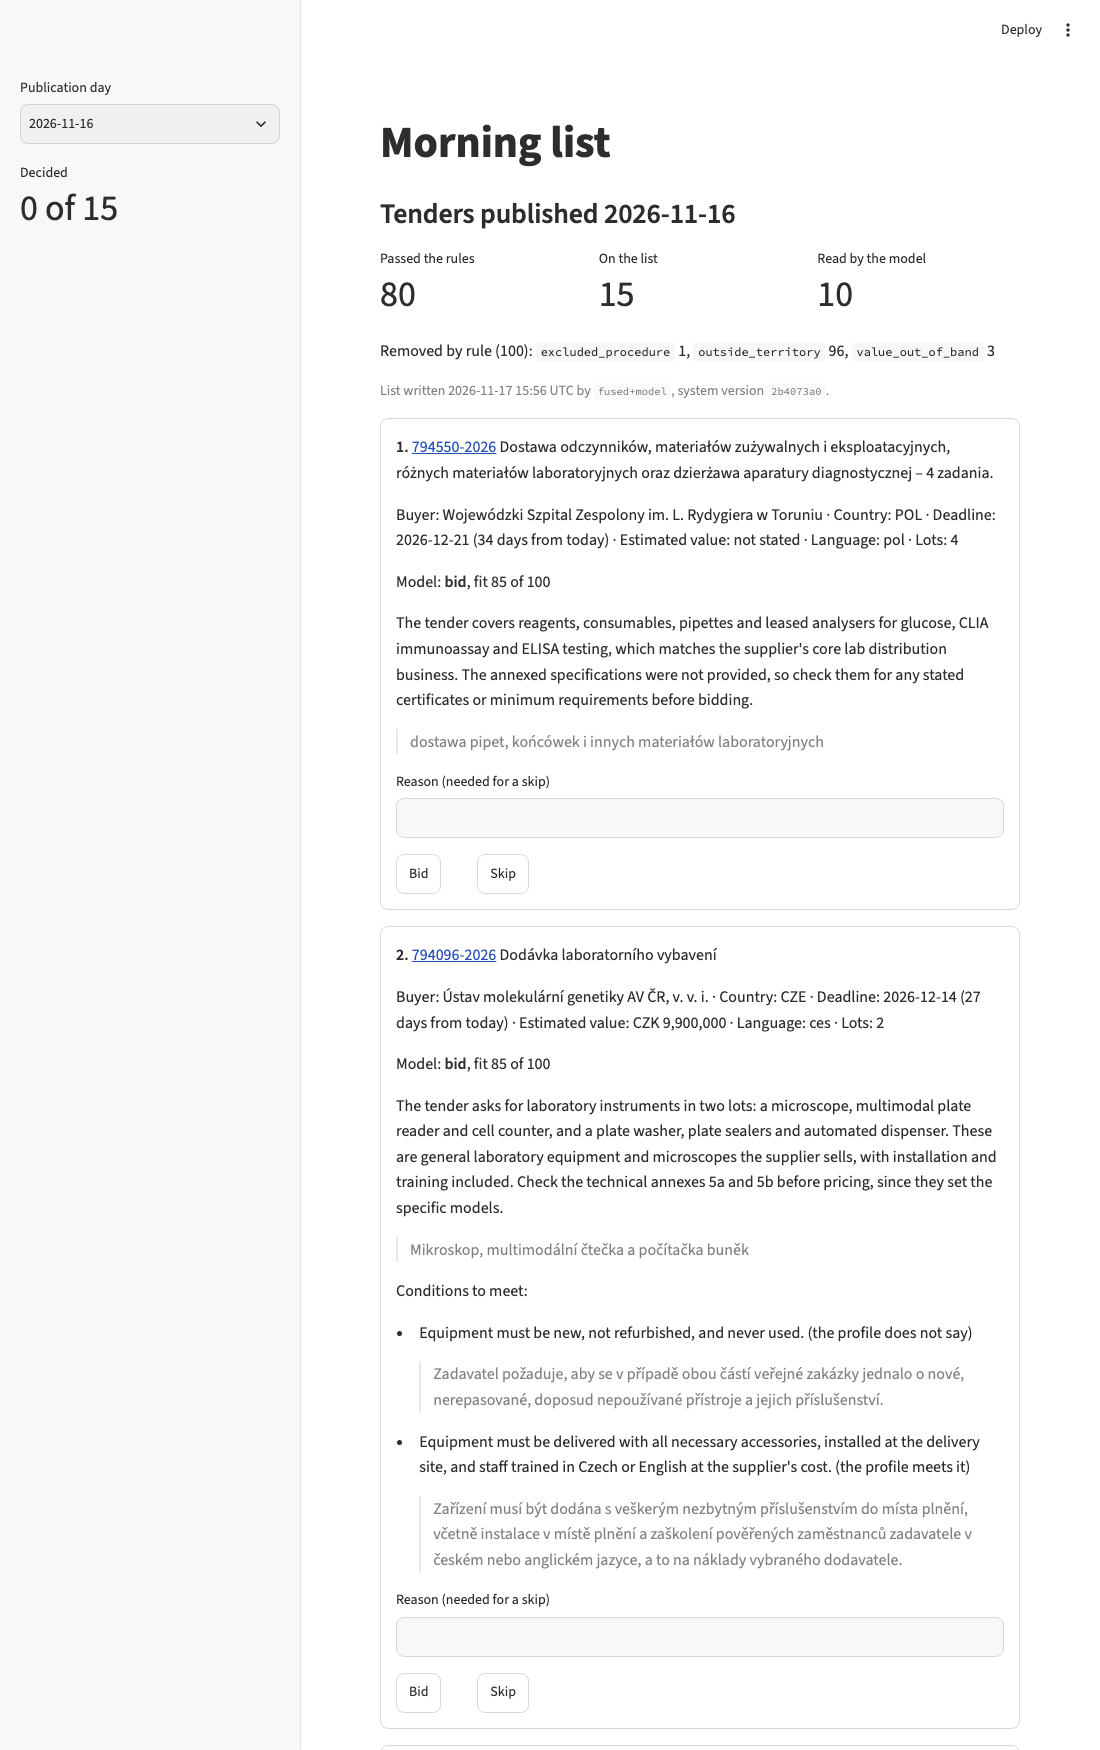 Deploy
Publication day
2026-11-16
Decided
0 of 15
Morning list
Tenders published 2026-11-16
Passed the rules
80
On the list
15
Read by the model
10
Removed by rule (100): excluded_procedure 1, outside_territory 96, value_out_of_band 3
List written 2026-11-17 15:56 UTC by fused+model , system version 2b4073a0 .
1. 794550-2026 Dostawa odczynników, materiałów zużywalnych i eksploatacyjnych,
różnych materiałów laboratoryjnych oraz dzierżawa aparatury diagnostycznej – 4 zadania.
Buyer: Wojewódzki Szpital Zespolony im. L. Rydygiera w Toruniu · Country: POL · Deadline:
2026-12-21 (34 days from today) · Estimated value: not stated · Language: pol · Lots: 4
Model: bid, fit 85 of 100
The tender covers reagents, consumables, pipettes and leased analysers for glucose, CLIA
immunoassay and ELISA testing, which matches the supplier's core lab distribution
business. The annexed specifications were not provided, so check them for any stated
certificates or minimum requirements before bidding.
dostawa pipet, końcówek i innych materiałów laboratoryjnych
Reason (needed for a skip)
Bid
Skip
2. 794096-2026 Dodávka laboratorního vybavení
Buyer: Ústav molekulární genetiky AV ČR, v. v. i. · Country: CZE · Deadline: 2026-12-14 (27
days from today) · Estimated value: CZK 9,900,000 · Language: ces · Lots: 2
Model: bid, fit 85 of 100
The tender asks for laboratory instruments in two lots: a microscope, multimodal plate
reader and cell counter, and a plate washer, plate sealers and automated dispenser. These
are general laboratory equipment and microscopes the supplier sells, with installation and
training included. Check the technical annexes 5a and 5b before pricing, since they set the
specific models.
Mikroskop, multimodální čtečka a počítačka buněk
Conditions to meet:
• Equipment must be new, not refurbished, and never used. (the profile does not say)
Zadavatel požaduje, aby se v případě obou částí veřejné zakázky jednalo o nové,
nerepasované, doposud nepoužívané přístroje a jejich příslušenství.
• Equipment must be delivered with all necessary accessories, installed at the delivery
site, and staff trained in Czech or English at the supplier's cost. (the profile meets it)
Zařízení musí být dodána s veškerým nezbytným příslušenstvím do místa plnění,
včetně instalace v místě plnění a zaškolení pověřených zaměstnanců zadavatele v
českém nebo anglickém jazyce, a to na náklady vybraného dodavatele.
Reason (needed for a skip)
Bid
Skip